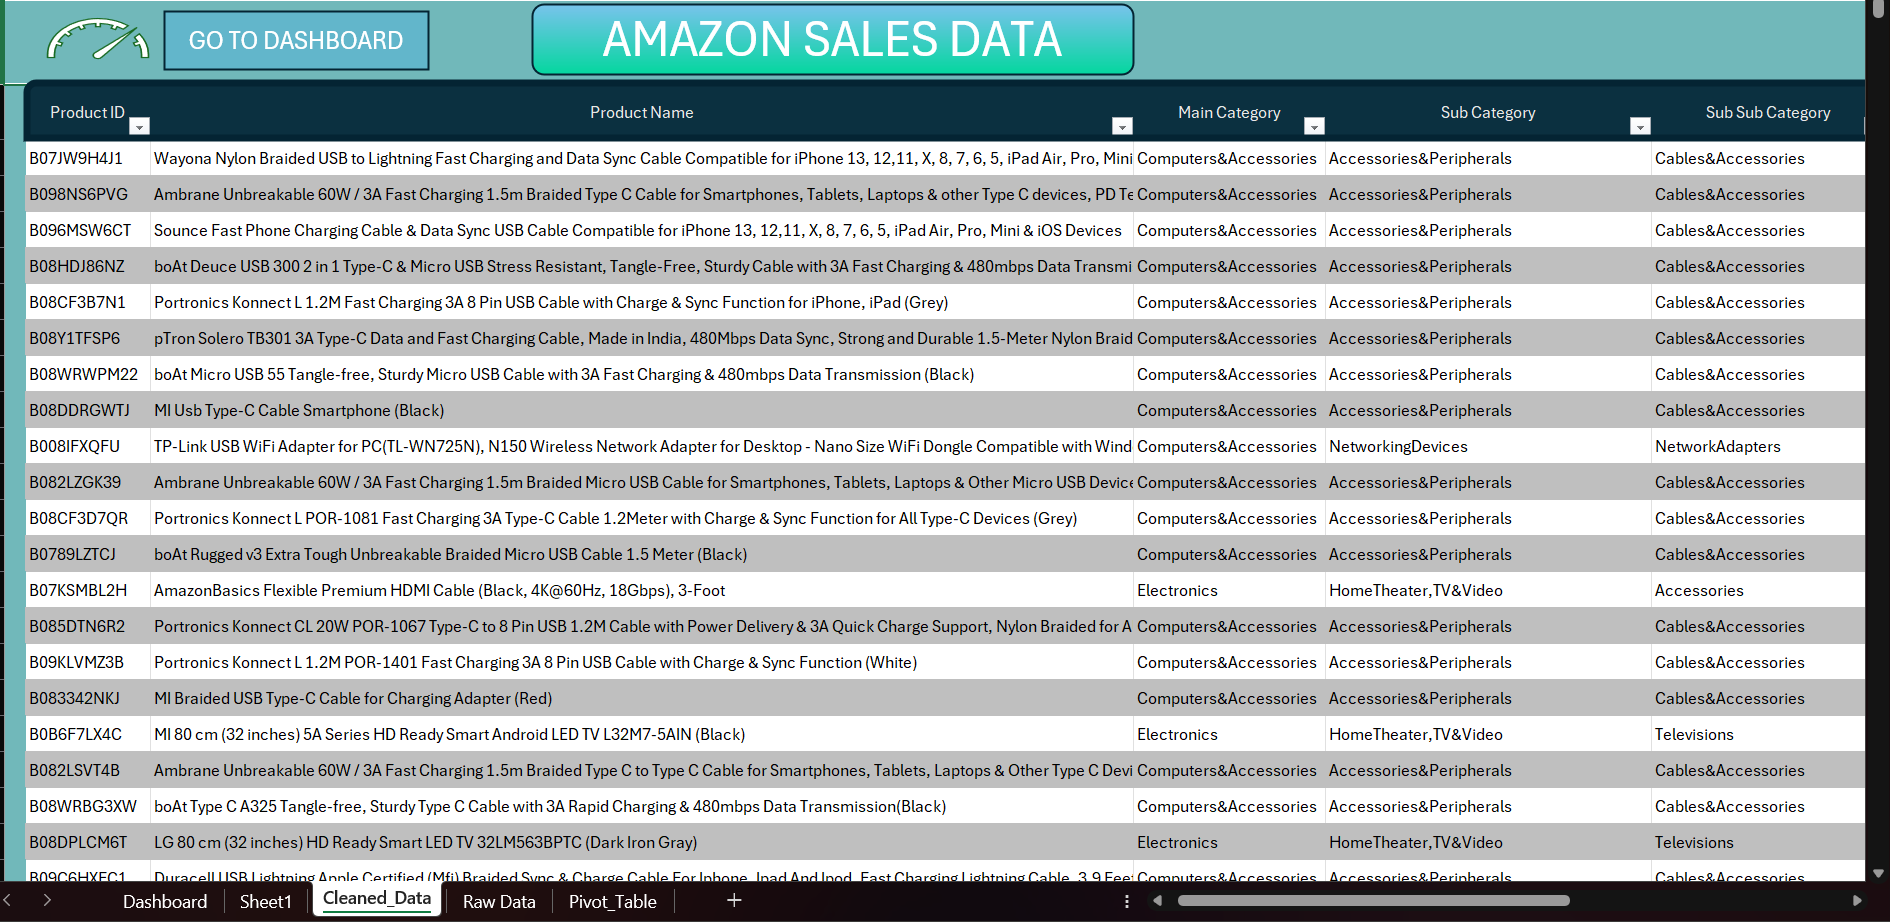 GO TO DASHBOARD
AMAZON SALES DATA
Product ID Product Name Main Category Sub Category Sub Sub Category
B07JW9H4J1 Wayona Nylon Braided USB to Lightning Fast Charging and Data Sync Cable Compatible for iPhone 13, 12,11, X, 8, 7, 6, 5, iPad Air, Pro, Mini Computers&Accessories Accessories&Peripherals Cables&Accessories
B098NS6PVG Ambrane Unbreakable 60W / 3A Fast Charging 1.5m Braided Type C Cable for Smartphones, Tablets, Laptops & other Type C devices, PD Te Computers&Accessories Accessories&Peripherals Cables&Accessories
B096MSW6CT Sounce Fast Phone Charging Cable & Data Sync USB Cable Compatible for iPhone 13, 12,11, X, 8, 7, 6, 5, iPad Air, Pro, Mini & iOS Devices Computers&Accessories Accessories&Peripherals Cables&Accessories
B08HDJ86NZ boAt Deuce USB 300 2 in 1 Type-C & Micro USB Stress Resistant, Tangle-Free, Sturdy Cable with 3A Fast Charging & 480mbps Data Transmi Computers&Accessories Accessories&Peripherals Cables&Accessories
B08CF3B7N1 Portronics Konnect L 1.2M Fast Charging 3A 8 Pin USB Cable with Charge & Sync Function for iPhone, iPad (Grey) Computers&Accessories Accessories&Peripherals Cables&Accessories
B08Y1TFSP6 pTron Solero TB301 3A Type-C Data and Fast Charging Cable, Made in India, 480Mbps Data Sync, Strong and Durable 1.5-Meter Nylon Braid Computers&Accessories Accessories&Peripherals Cables&Accessories
B08WRWPM22 boAt Micro USB 55 Tangle-free, Sturdy Micro USB Cable with 3A Fast Charging & 480mbps Data Transmission (Black) Computers&Accessories Accessories&Peripherals Cables&Accessories
B08DDRGWTJ MI Usb Type-C Cable Smartphone (Black) Computers&Accessories Accessories&Peripherals Cables&Accessories
B008IFXQFU TP-Link USB WiFi Adapter for PC(TL-WN725N), N150 Wireless Network Adapter for Desktop - Nano Size WiFi Dongle Compatible with Wind Computers&Accessories NetworkingDevices NetworkAdapters
B082LZGK39 Ambrane Unbreakable 60W / 3A Fast Charging 1.5m Braided Micro USB Cable for Smartphones, Tablets, Laptops & Other Micro USB Device Computers&Accessories Accessories&Peripherals Cables&Accessories
B08CF3D7QR Portronics Konnect L POR-1081 Fast Charging 3A Type-C Cable 1.2Meter with Charge & Sync Function for All Type-C Devices (Grey) Computers&Accessories Accessories&Peripherals Cables&Accessories
B0789LZTCJ boAt Rugged v3 Extra Tough Unbreakable Braided Micro USB Cable 1.5 Meter (Black) Computers&Accessories Accessories&Peripherals Cables&Accessories
B07KSMBL2H AmazonBasics Flexible Premium HDMI Cable (Black, 4K@60Hz, 18Gbps), 3-Foot Electronics HomeTheater,TV&Video Accessories
B085DTN6R2 Portronics Konnect CL 20W POR-1067 Type-C to 8 Pin USB 1.2M Cable with Power Delivery & 3A Quick Charge Support, Nylon Braided for A Computers&Accessories Accessories&Peripherals Cables&Accessories
B09KLVMZ3B Portronics Konnect L 1.2M POR-1401 Fast Charging 3A 8 Pin USB Cable with Charge & Sync Function (White) Computers&Accessories Accessories&Peripherals Cables&Accessories
B083342NKJ MI Braided USB Type-C Cable for Charging Adapter (Red) Computers&Accessories Accessories&Peripherals Cables&Accessories
B0B6F7LX4C MI 80 cm (32 inches) 5A Series HD Ready Smart Android LED TV L32M7-5AIN (Black) Electronics HomeTheater,TV&Video Televisions
B082LSVT4B Ambrane Unbreakable 60W / 3A Fast Charging 1.5m Braided Type C to Type C Cable for Smartphones, Tablets, Laptops & Other Type C Devi Computers&Accessories Accessories&Peripherals Cables&Accessories
B08WRBG3XW boAt Type C A325 Tangle-free, Sturdy Type C Cable with 3A Rapid Charging & 480mbps Data Transmission(Black) Computers&Accessories Accessories&Peripherals Cables&Accessories
B08DPLCM6T LG 80 cm (32 inches) HD Ready Smart LED TV 32LM563BPTC (Dark Iron Gray) Electronics HomeTheater,TV&Video Televisions
B09C6HXFC1 Duracell USB Lightning Apple Certified (Mfi) Braided Sync & Charge Cable For Iphone, Ipad And Ipod. Fast Charging Lightning Cable, 3.9 Feet Computers&Accessories Accessories&Peripherals Cables&Accessories
Dashboard Sheet1 Cleaned_Data Raw Data Pivot_Table